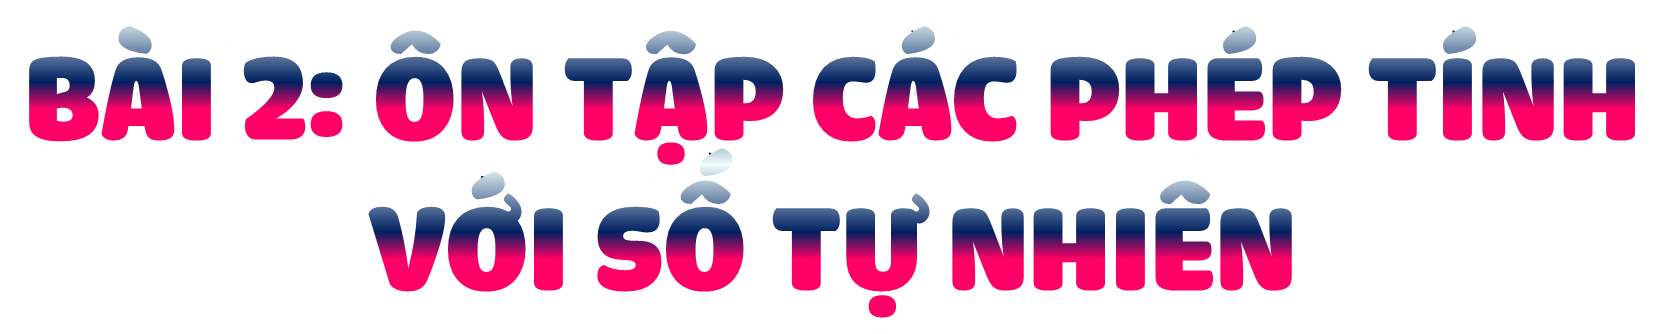 BÀI 2: ÔN TẬP CÁC PHÉP TÍNH
VỚI SỐ TỰ NHIÊN